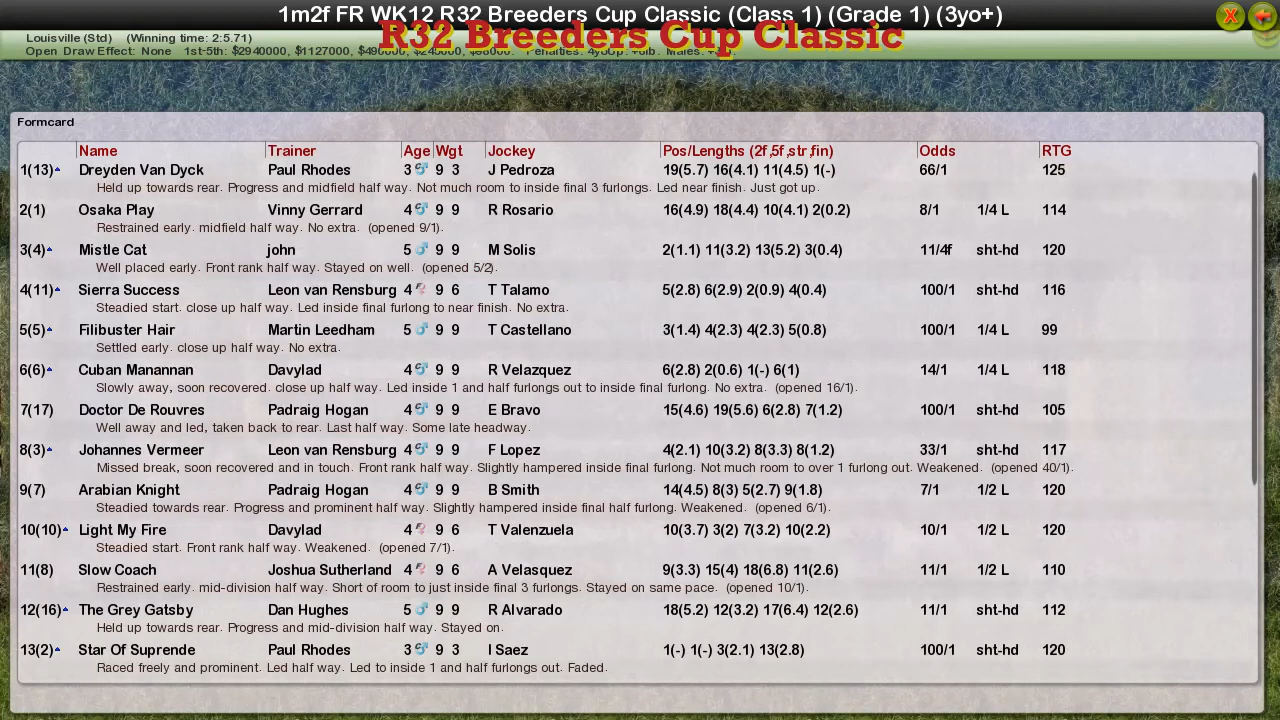 1m2f FR WK12 R32 Breeders Cup Classic (Class 1) (Grade 1) (3yo+)
R32 Breeders Cup Classic
Louisville (Std) (Winning time: 2:5.71)
Open Draw Effect: None 1st-5th: $2940000, $1127000, Penalties: 4yoUp:
Formcard
Name Trainer Age Wgt Jockey Pos/Lengths (2f,5f,str,fin) Odds RTG
1(13) Dreyden Van Dyck Paul Rhodes 3 9 3 J Pedroza 19(5.7) 16(4.1) 11(4.5) 1(-) 66/1 125
Held up towards rear. Progress and midfield half way. Not much room to inside final 3 furlongs. Led near finish. Just got up.
2(1) Osaka Play Vinny Gerrard 4 9 9 R Rosario 16(4.9) 18(4.4) 10(4.1) 2(0.2) 8/1 1/4 L 114
Restrained early. midfield half way. No extra. (opened 9/1).
3(4) Mistle Cat john 5 9 9 M Solis 2(1.1) 11(3.2) 13(5.2) 3(0.4) 11/4f sht-hd 120
Well placed early. Front rank half way. Stayed on well. (opened 5/2).
4(11) Sierra Success Leon van Rensburg 4 9 6 T Talamo 5(2.8) 6(2.9) 2(0.9) 4(0.4) 100/1 sht-hd 116
Steadied start. close up half way. Led inside final furlong to near finish. No extra.
5(5) Filibuster Hair Martin Leedham 5 9 9 T Castellano 3(1.4) 4(2.3) 4(2.3) 5(0.8) 100/1 1/4 L 99
Settled early. close up half way. No extra.
6(6) Cuban Manannan Davylad 4 9 9 R Velazquez 6(2.8) 2(0.6) 1(-) 6(1) 14/1 1/4 L 118
Slowly away, soon recovered. close up half way. Led inside 1 and half furlongs out to inside final furlong. No extra. (opened 16/1).
7(17) Doctor De Rouvres Padraig Hogan 4 9 9 E Bravo 15(4.6) 19(5.6) 6(2.8) 7(1.2) 100/1 sht-hd 105
Well away and led, taken back to rear. Last half way. Some late headway.
8(3) Johannes Vermeer Leon van Rensburg 4 9 9 F Lopez 4(2.1) 10(3.2) 8(3.3) 8(1.2) 33/1 sht-hd 117
Missed break, soon recovered and in touch. Front rank half way. Slightly hampered inside final furlong. Not much room to over 1 furlong out. Weakened. (opened 40/1).
9(7) Arabian Knight Padraig Hogan 4 9 9 B Smith 14(4.5) 8(3) 5(2.7) 9(1.8) 7/1 1/2 L 120
Steadied towards rear. Progress and prominent half way. Slightly hampered inside final half furlong. Weakened. (opened 6/1).
10(10) Light My Fire Davylad 4 9 6 T Valenzuela 10(3.7) 3(2) 7(3.2) 10(2.2) 10/1 1/2 L 120
Steadied start. Front rank half way. Weakened. (opened 7/1).
11(8) Slow Coach Joshua Sutherland 4 9 6 A Velasquez 9(3.3) 15(4) 18(6.8) 11(2.6) 11/1 1/2 L 110
Restrained early. mid-division half way. Short of room to just inside final 3 furlongs. Stayed on same pace. (opened 10/1).
12(16) The Grey Gatsby Dan Hughes 5 9 9 R Alvarado 18(5.2) 12(3.2) 17(6.4) 12(2.6) 11/1 sht-hd 112
Held up towards rear. Progress and mid-division half way. Stayed on.
13(2) Star Of Suprende Paul Rhodes 3 9 3 I Saez 1(-) 1(-) 3(2.1) 13(2.8) 100/1 sht-hd 120
Raced freely and prominent. Led half way. Led to inside 1 and half furlongs out. Faded.